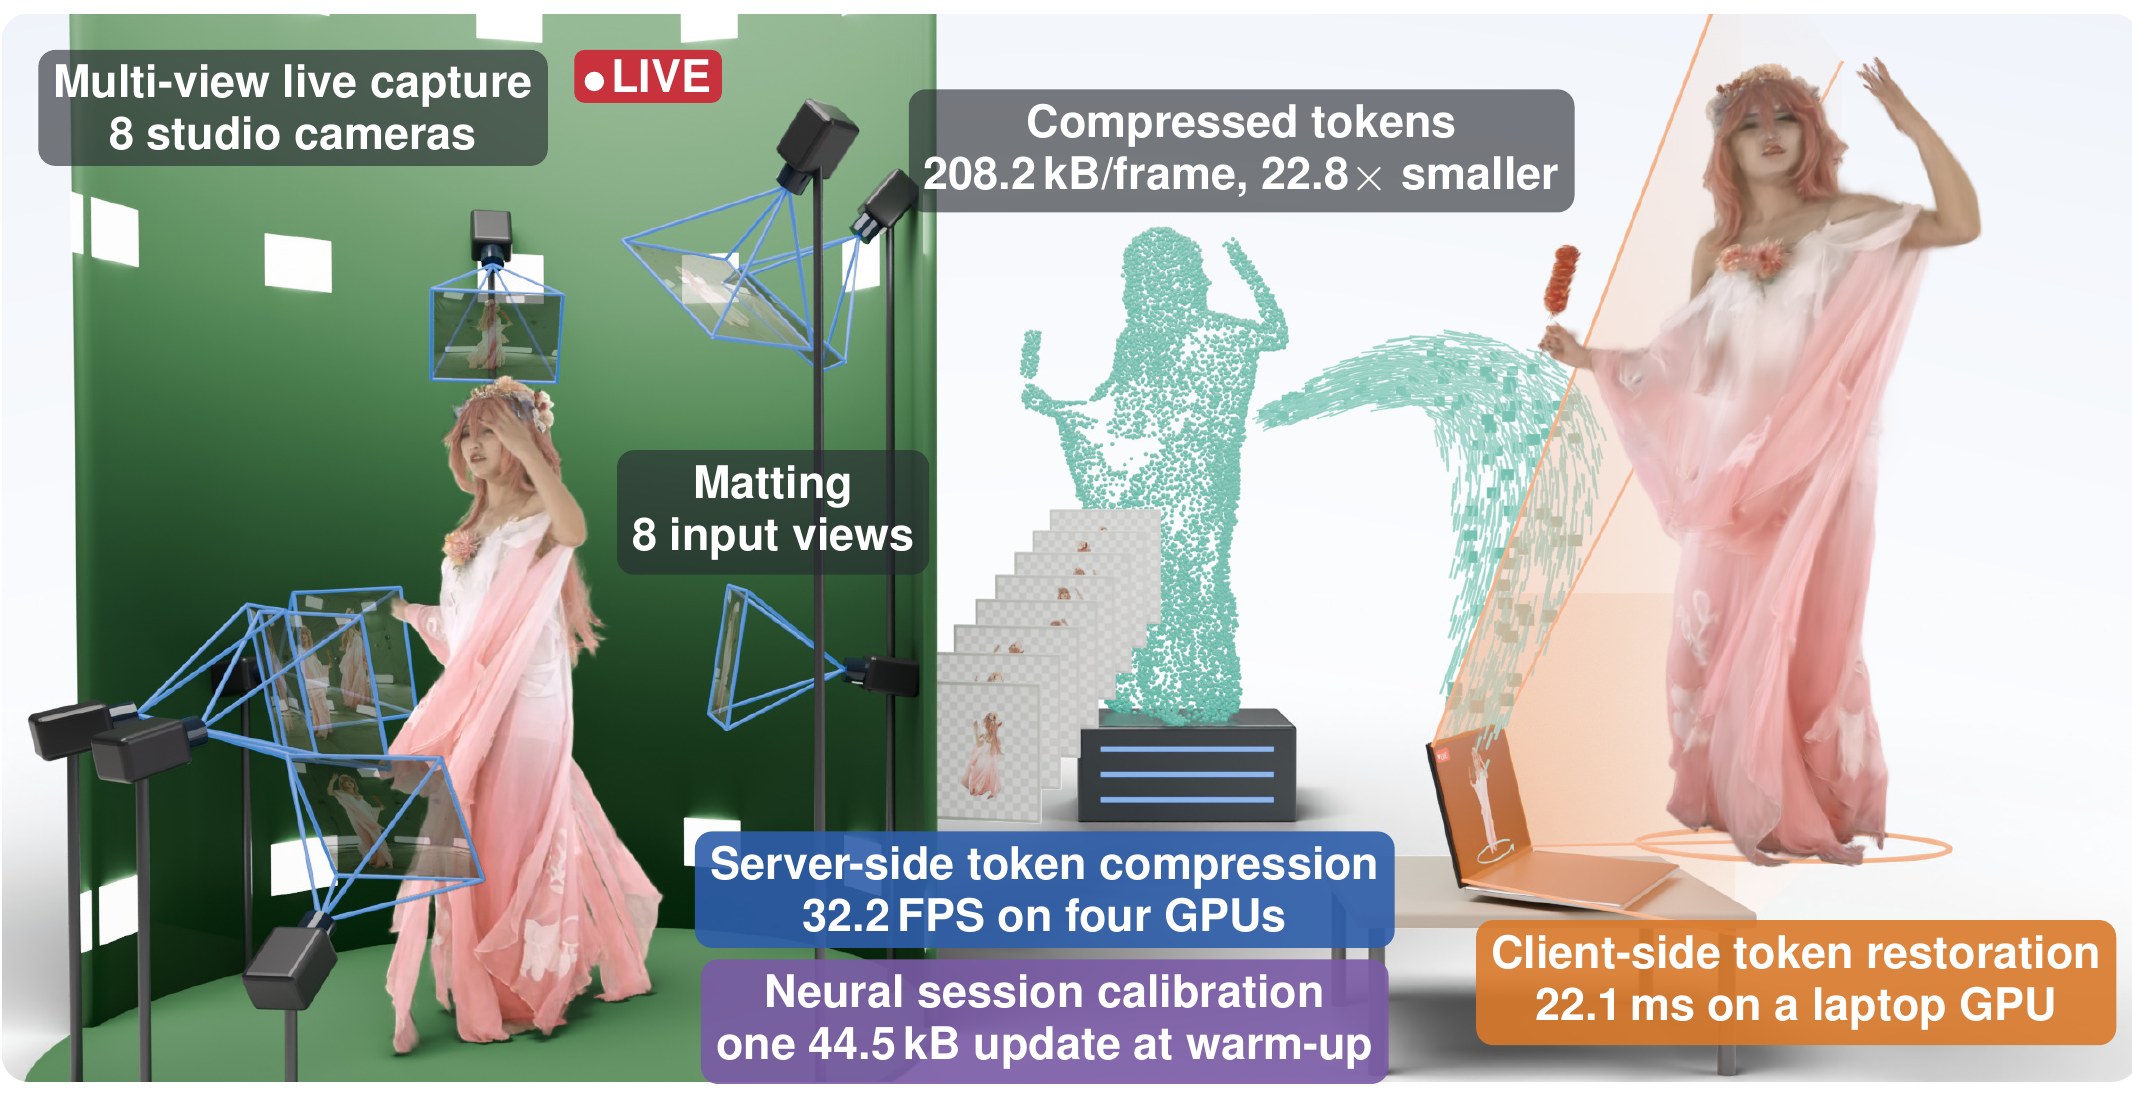 Multi-view live capture
8 studio cameras
LIVE
Compressed tokens
208.2 kB/frame, 22.8× smaller
Matting
8 input views
Server-side token compression
32.2 FPS on four GPUs
Neural session calibration
one 44.5 kB update at warm-up
Client-side token restoration
22.1 ms on a laptop GPU